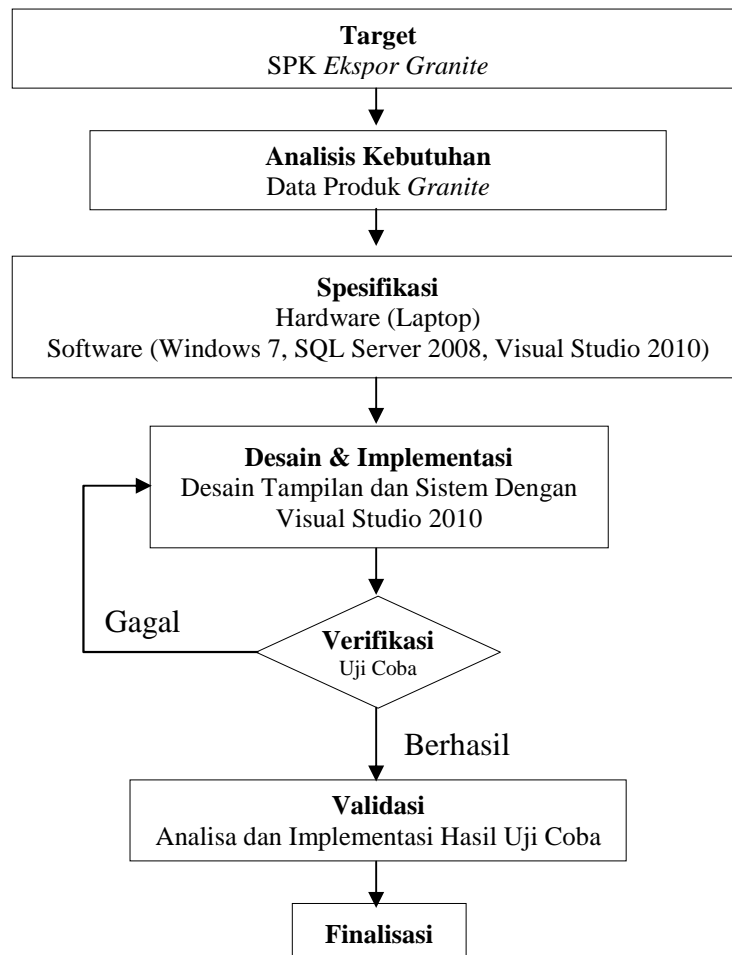 Target
SPK Ekspor Granite
Analisis Kebutuhan
Data Produk Granite
Spesifikasi
Hardware (Laptop)
Software (Windows 7, SQL Server 2008, Visual Studio 2010)
Desain & Implementasi
Desain Tampilan dan Sistem Dengan
Visual Studio 2010
Gagal
Verifikasi
Uji Coba
Berhasil
Validasi
Analisa dan Implementasi Hasil Uji Coba
Finalisasi